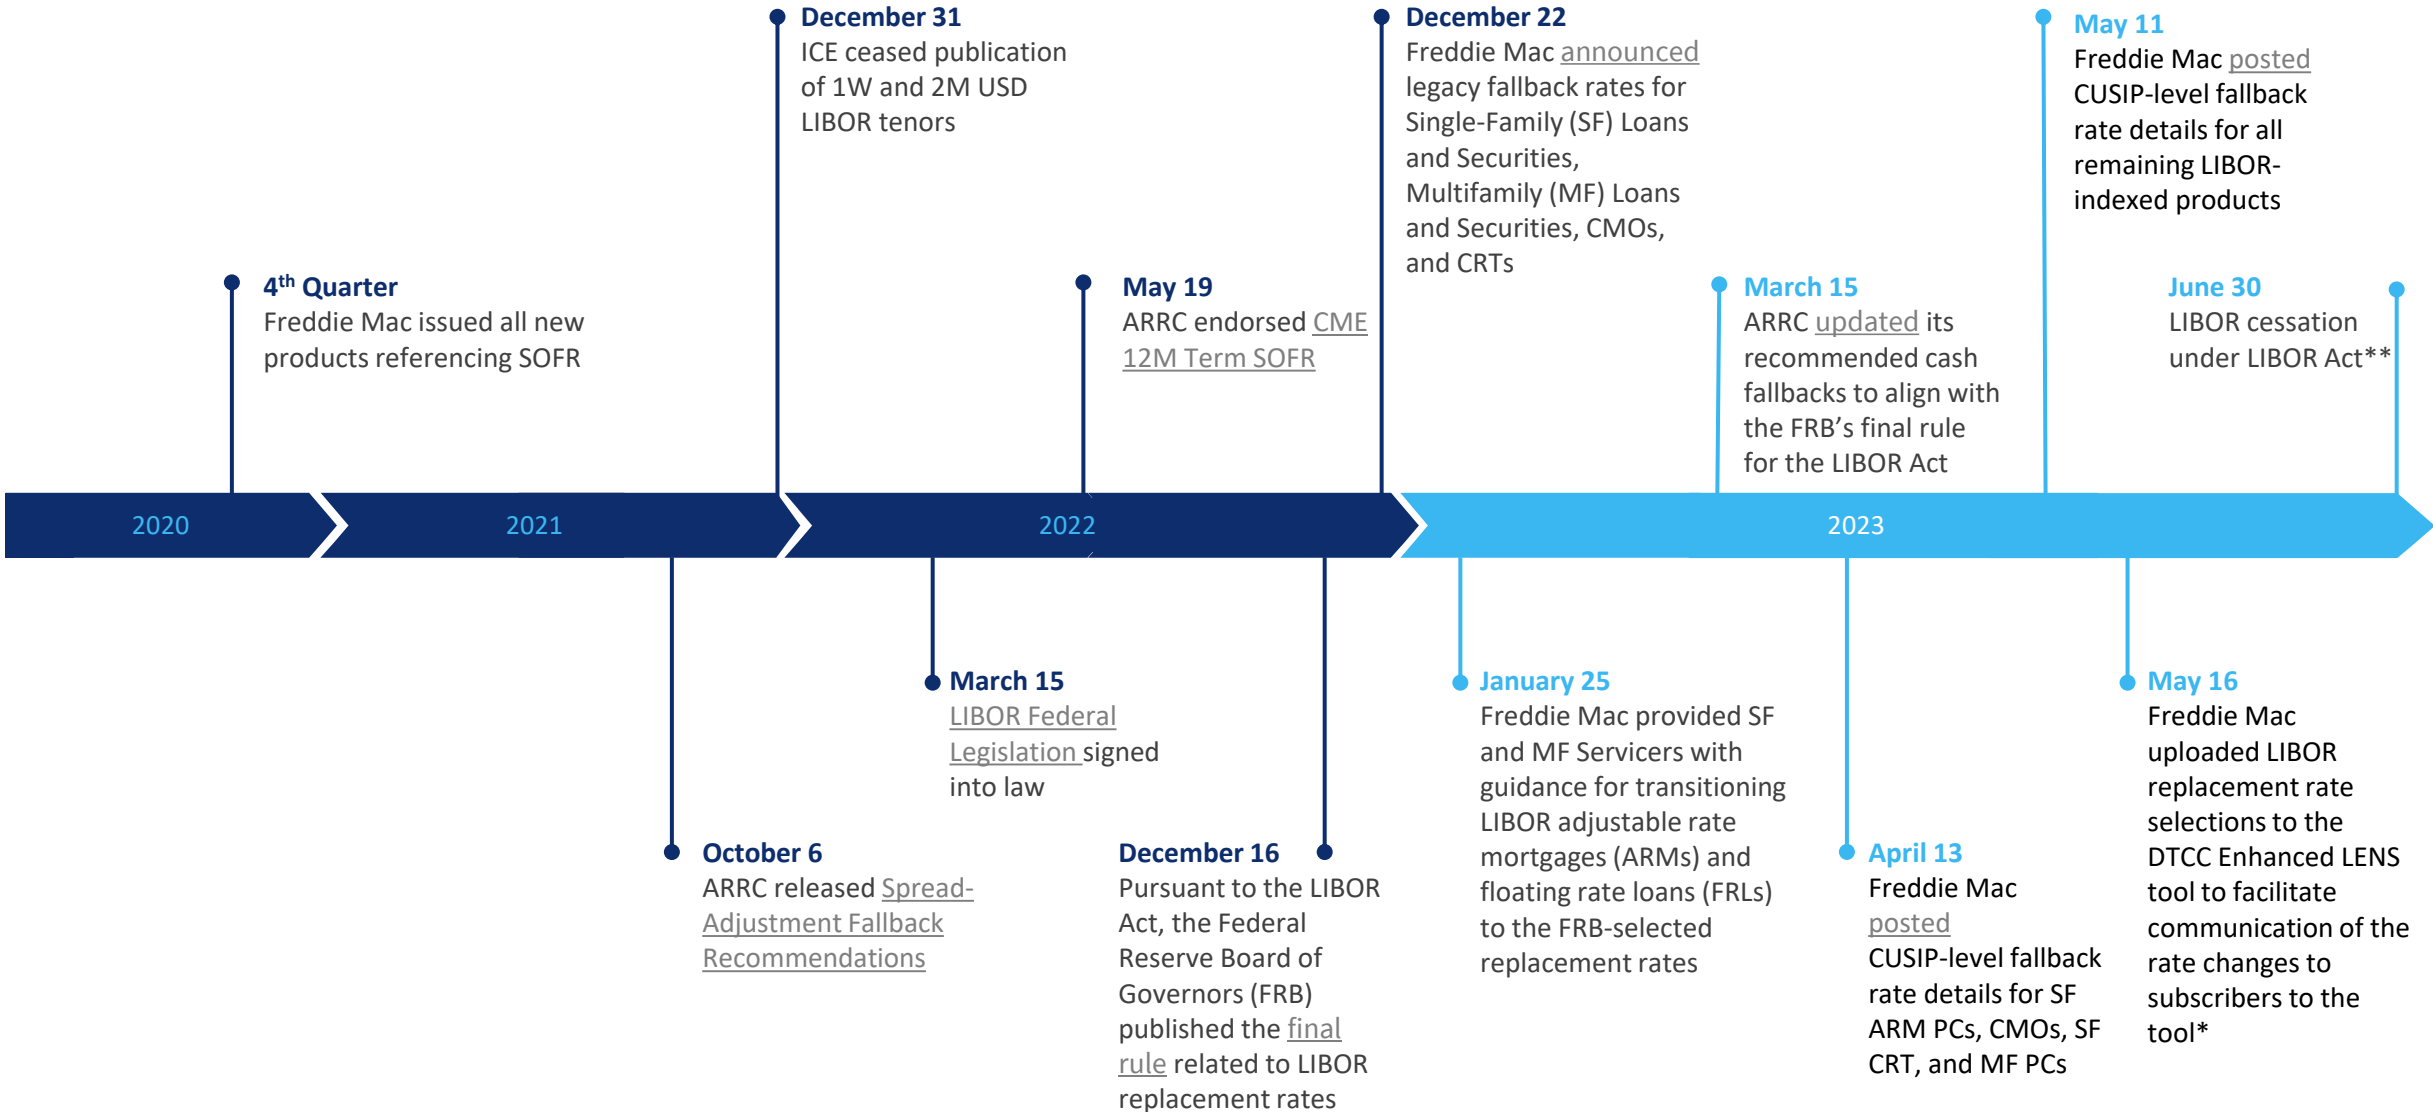 December 31
ICE ceased publication
of 1W and 2M USD
LIBOR tenors
December 22
Freddie Mac announced
legacy fallback rates for
Single-Family (SF) Loans
and Securities,
Multifamily (MF) Loans
and Securities, CMOs,
and CRTs
May 11
Freddie Mac posted
CUSIP-level fallback
rate details for all
remaining LIBOR-
indexed products
4th Quarter
Freddie Mac issued all new
products referencing SOFR
May 19
ARRC endorsed CME
12M Term SOFR
March 15
ARRC updated its
recommended cash
fallbacks to align with
the FRB’s final rule
for the LIBOR Act
June 30
LIBOR cessation
under LIBOR Act**
2020
2021
2022
2023
March 15
LIBOR Federal
Legislation signed
into law
January 25
Freddie Mac provided SF
and MF Servicers with
guidance for transitioning
LIBOR adjustable rate
mortgages (ARMs) and
floating rate loans (FRLs)
to the FRB-selected
replacement rates
May 16
Freddie Mac
uploaded LIBOR
replacement rate
selections to the
DTCC Enhanced LENS
tool to facilitate
communication of the
rate changes to
subscribers to the
tool*
October 6
ARRC released Spread-
Adjustment Fallback
Recommendations
December 16
Pursuant to the LIBOR
Act, the Federal
Reserve Board of
Governors (FRB)
published the final
rule related to LIBOR
replacement rates
April 13
Freddie Mac
posted
CUSIP-level fallback
rate details for SF
ARM PCs, CMOs, SF
CRT, and MF PCs